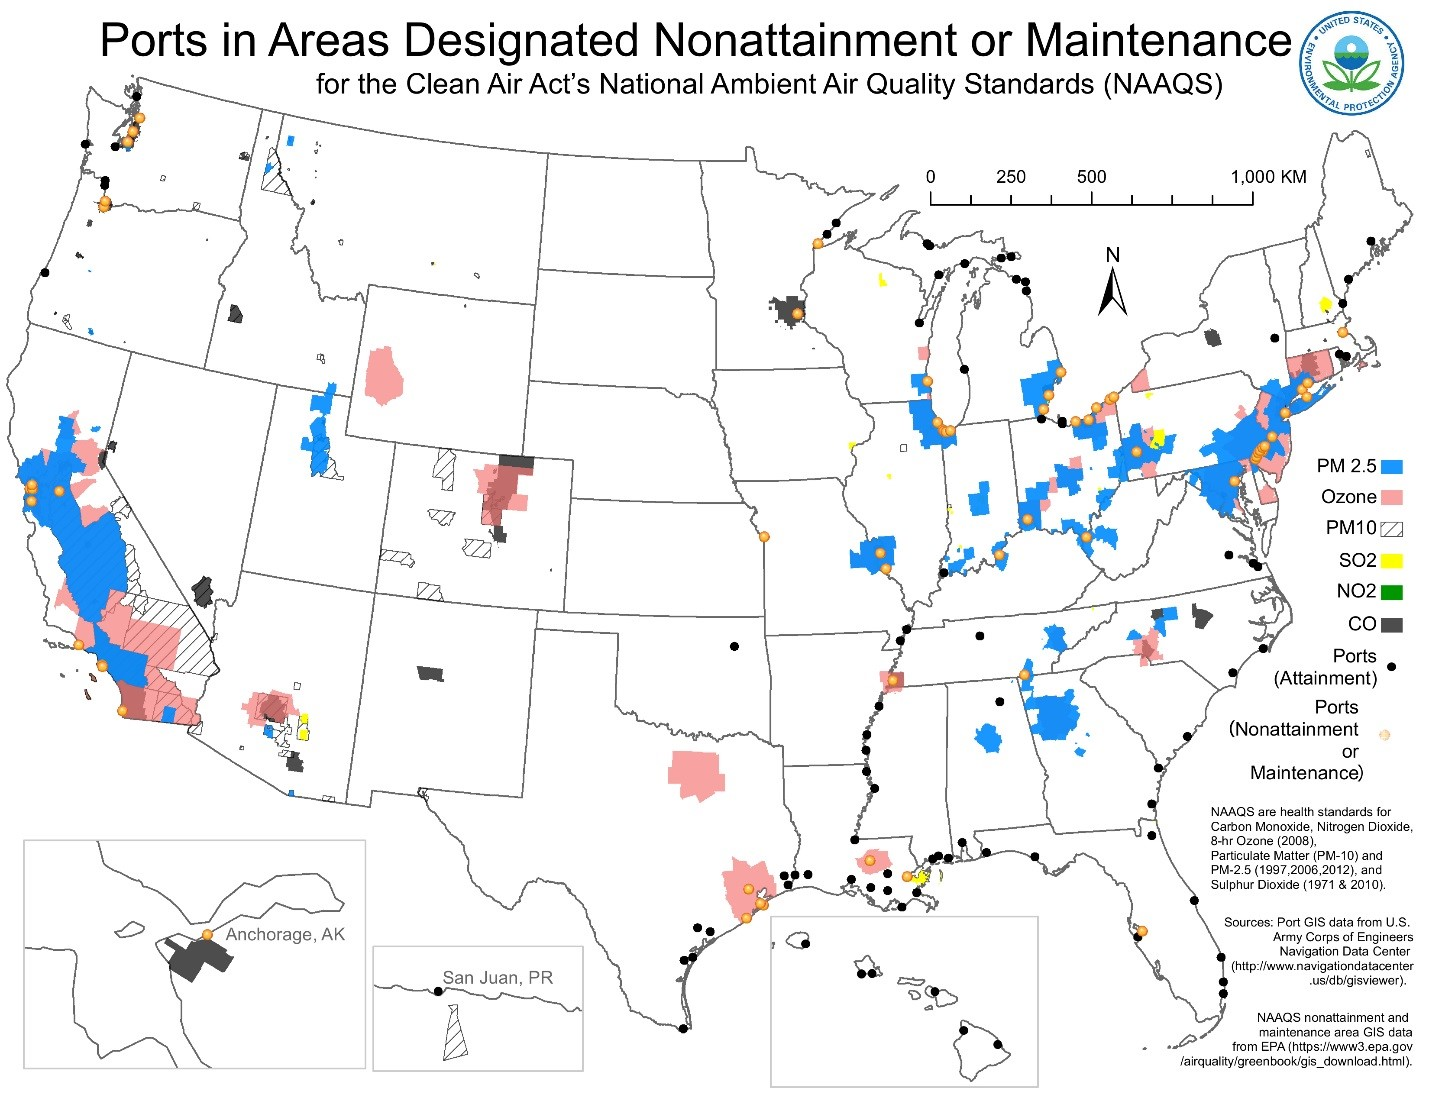 Ports in Areas Designated Nonattainment or Maintenance
for the Clean Air Act's National Ambient Air Quality Standards (NAAQS)
UNITED STATES
ENVIRONMENTAL PROTECTION AGENCY
0 250 500 1,000 KM
N
PM 2.5
Ozone
PM10
SO2
NO2
CO
Ports
(Attainment)
Ports
(Nonattainment
or
Maintenance)
NAAQS are health standards for
Carbon Monoxide, Nitrogen Dioxide,
8-hr Ozone (2008),
Particulate Matter (PM-10) and
PM-2.5 (1997,2006,2012), and
Sulphur Dioxide (1971 & 2010).
Sources: Port GIS data from U.S.
Army Corps of Engineers
Navigation Data Center
(http://www.navigationdatacenter
.us/db/gisviewer).
NAAQS nonattainment and
maintenance area GIS data
from EPA (https://www3.epa.gov
/airquality/greenbook/gis_download.html).
Anchorage, AK
San Juan, PR